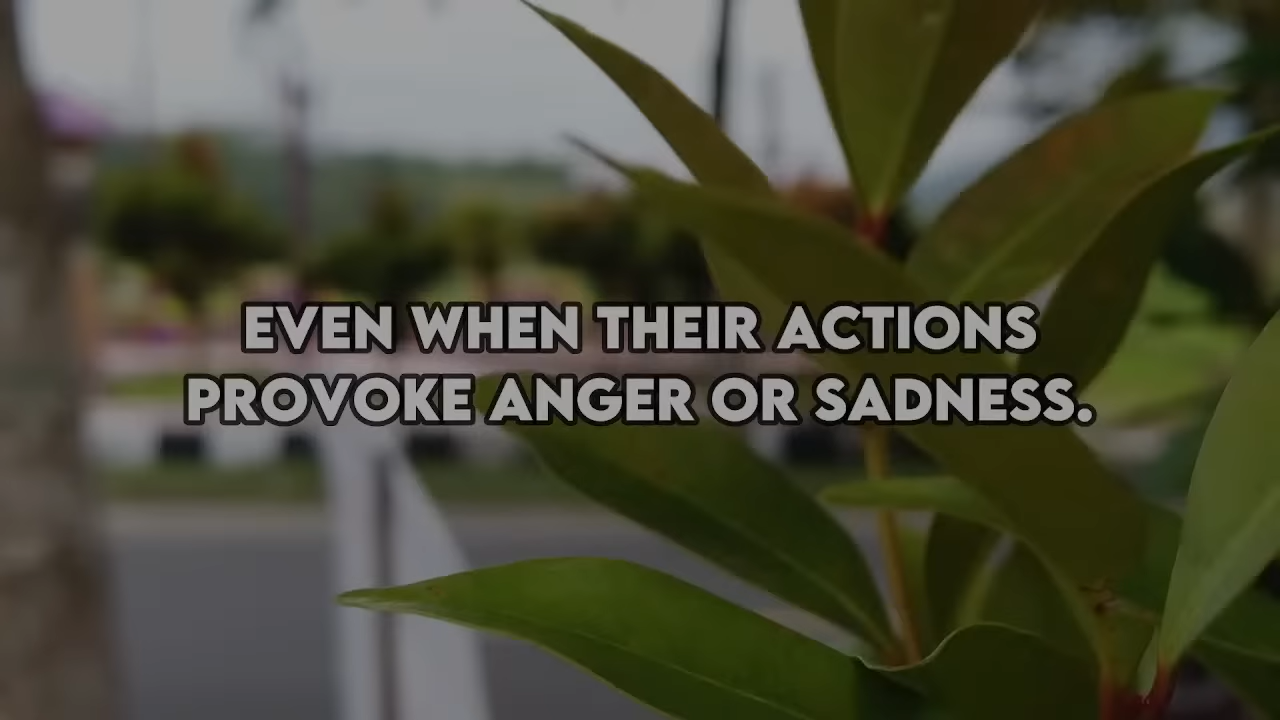 EVEN WHEN THEIR ACTIONS
PROVOKE ANGER OR SADNESS.